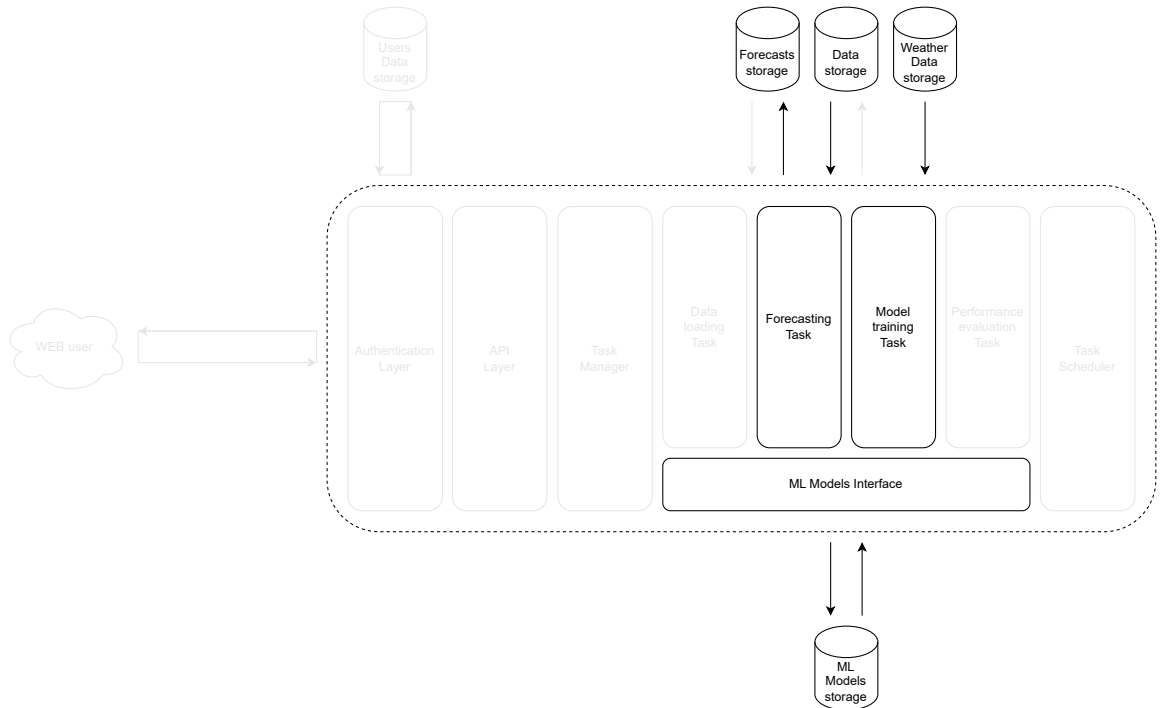 Users
Data
storage
Forecasts
storage
Data
storage
Weather
Data
storage
WEB user
Authentication
Layer
API
Layer
Task
Manager
Data
loading
Task
Forecasting
Task
Model
training
Task
Performance
evaluation
Task
Task
Scheduler
ML Models Interface
ML
Models
storage